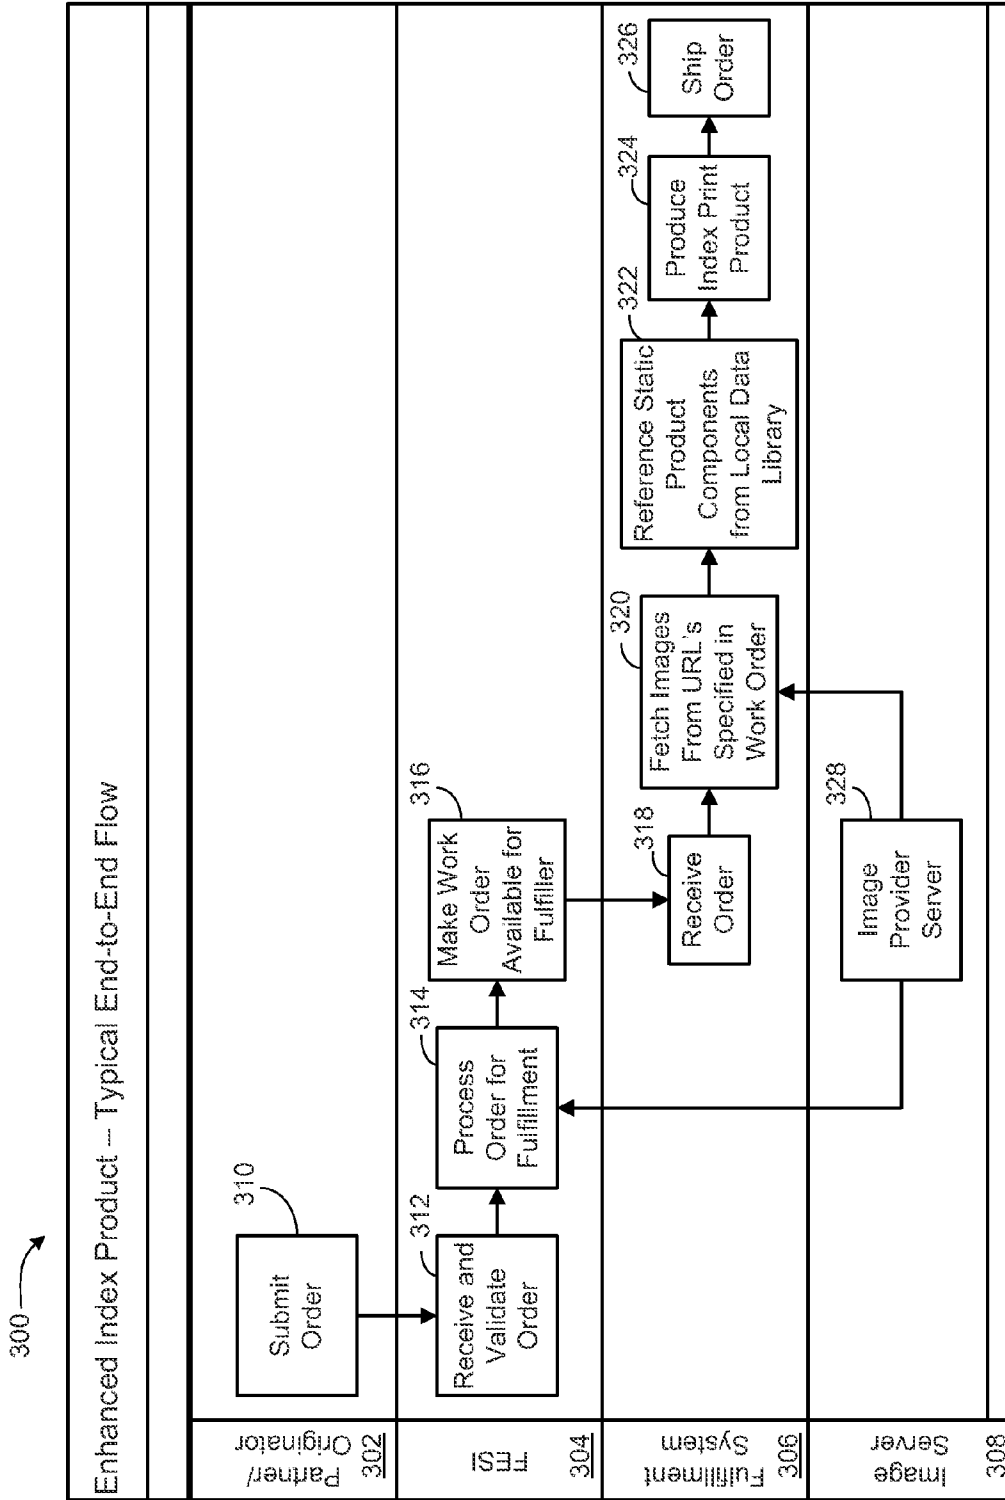 300
Enhanced Index Product – Typical End-to-End Flow
Partner/
Originator
302
Submit
Order
310
FESI
304
Receive and
Validate
Order
312
Process
Order for
Fulfillment
314
Make Work
Order
Available for
Fulfiller
316
Fulfillment
System
306
Receive
Order
318
Fetch Images
From URL's
Specified in
Work Order
320
Reference Static
Product
Components
from Local Data
Library
322
Produce
Index Print
Product
324
Ship
Order
326
Image
Server
308
Image
Provider
Server
328